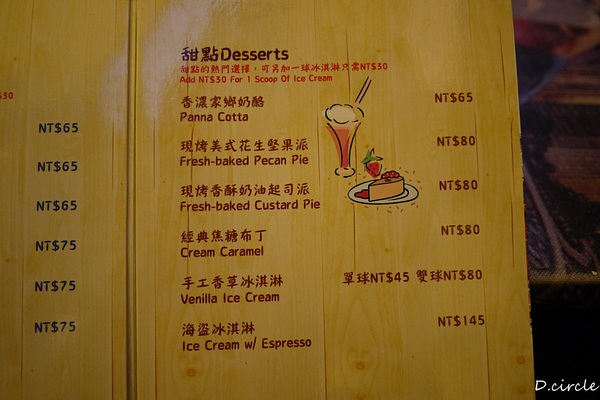 $30
NT$65
NT$65
NT$65
NT$75
NT$75
NT$75
甜點Desserts
甜點的熱門選擇，可另加一球冰淇淋只需NT$30
Add NT$30 For 1 Scoop Of Ice Cream
香濃家鄉奶酪 NT$65
Panna Cotta
現烤美式花生堅果派 NT$80
Fresh-baked Pecan Pie
現烤香酥奶油起司派 NT$80
Fresh-baked Custard Pie
經典焦糖布丁 NT$80
Cream Caramel
手工香草冰淇淋 單球NT$45 雙球NT$80
Vanilla Ice Cream
海盜冰淇淋 NT$145
Ice Cream w/ Espresso
D.circle